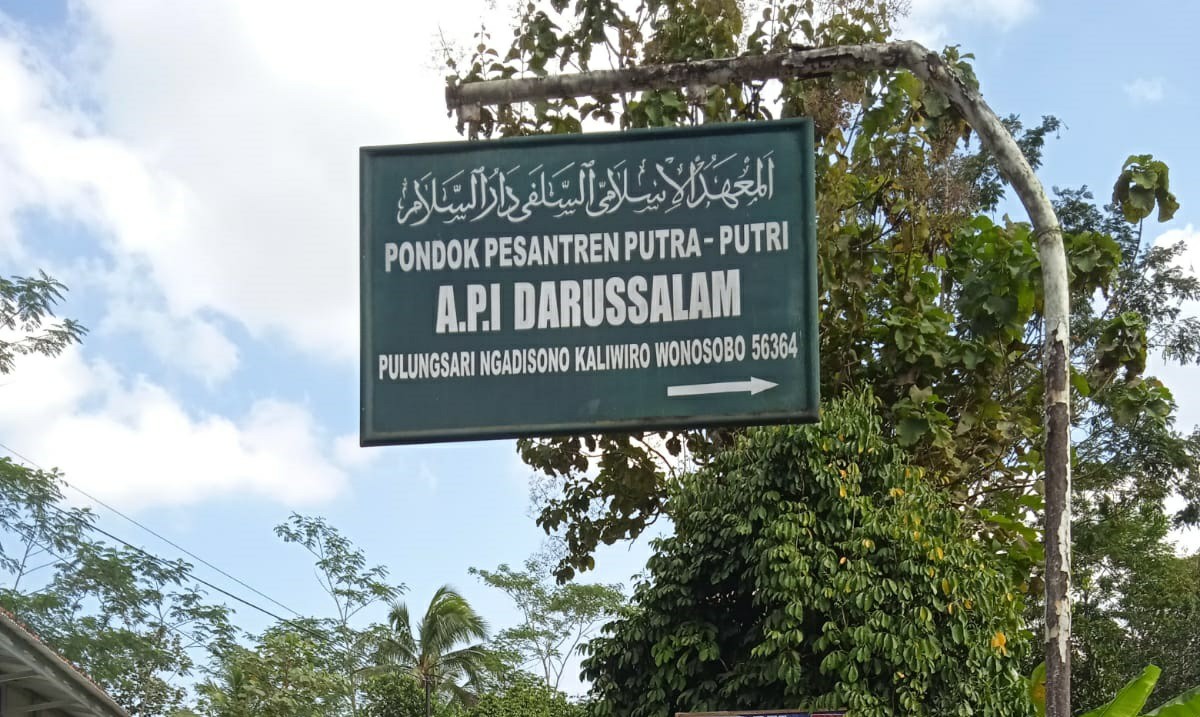 المعهد الإسلامي السلفي دار السلام
PONDOK PESANTREN PUTRA - PUTRI
A.P.I DARUSSALAM
PULUNGSARI NGADISONO KALIWIRO WONOSOBO 56364